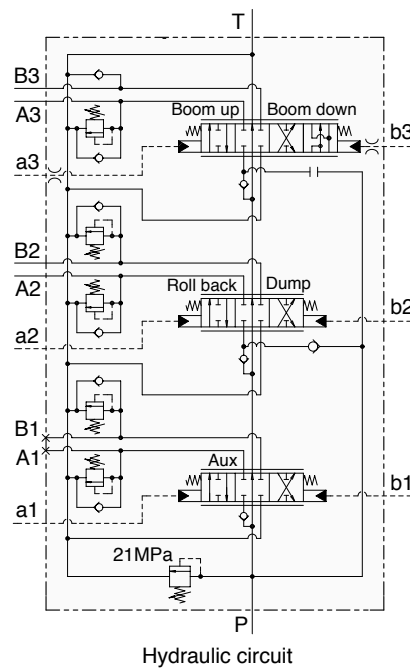 T
B3
A3
Boom up
Boom down
a3
b3
B2
A2
Roll back
Dump
a2
b2
B1
A1
Aux
a1
b1
21MPa
P
Hydraulic circuit